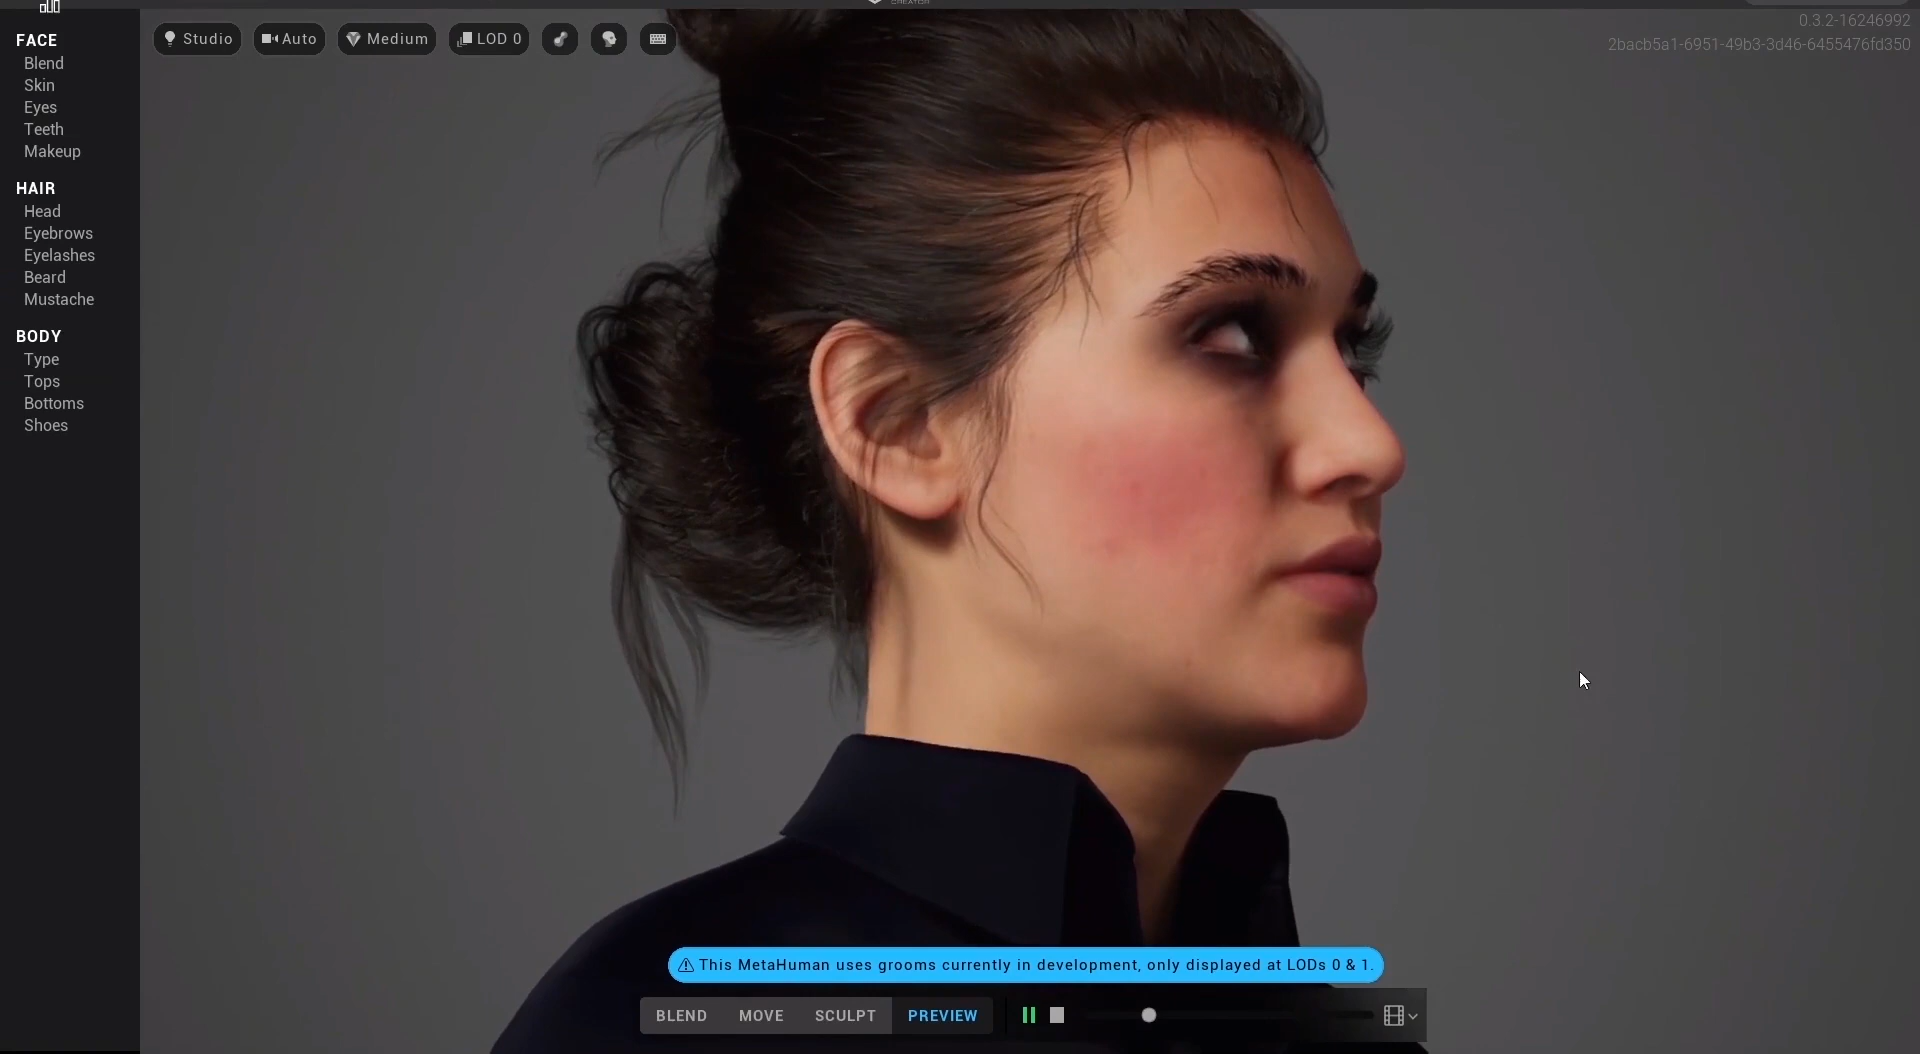 CREATOR
0.3.2-16246992
2bacb5a1-6951-49b3-3d46-6455476fd350
Studio
Auto
Medium
LOD 0
FACE
Blend
Skin
Eyes
Teeth
Makeup
HAIR
Head
Eyebrows
Eyelashes
Beard
Mustache
BODY
Type
Tops
Bottoms
Shoes
This MetaHuman uses grooms currently in development, only displayed at LODs 0 & 1.
BLEND
MOVE
SCULPT
PREVIEW